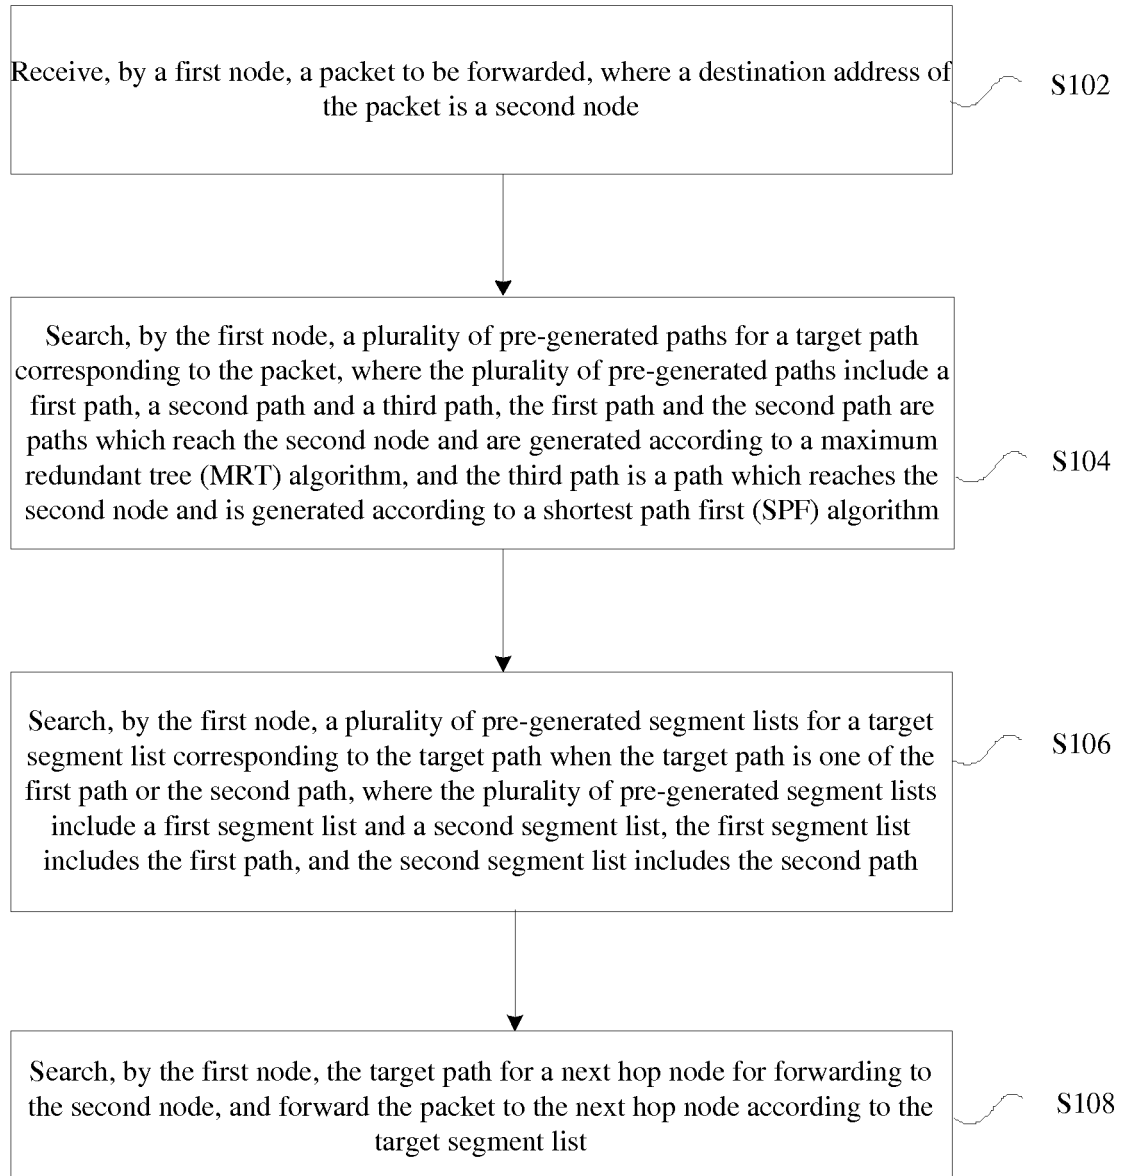 Receive, by a first node, a packet to be forwarded, where a destination address of
the packet is a second node
S102
Search, by the first node, a plurality of pre-generated paths for a target path
corresponding to the packet, where the plurality of pre-generated paths include a
first path, a second path and a third path, the first path and the second path are
paths which reach the second node and are generated according to a maximum
redundant tree (MRT) algorithm, and the third path is a path which reaches the
second node and is generated according to a shortest path first (SPF) algorithm
S104
Search, by the first node, a plurality of pre-generated segment lists for a target
segment list corresponding to the target path when the target path is one of the
first path or the second path, where the plurality of pre-generated segment lists
include a first segment list and a second segment list, the first segment list
includes the first path, and the second segment list includes the second path
S106
Search, by the first node, the target path for a next hop node for forwarding to
the second node, and forward the packet to the next hop node according to the
target segment list
S108